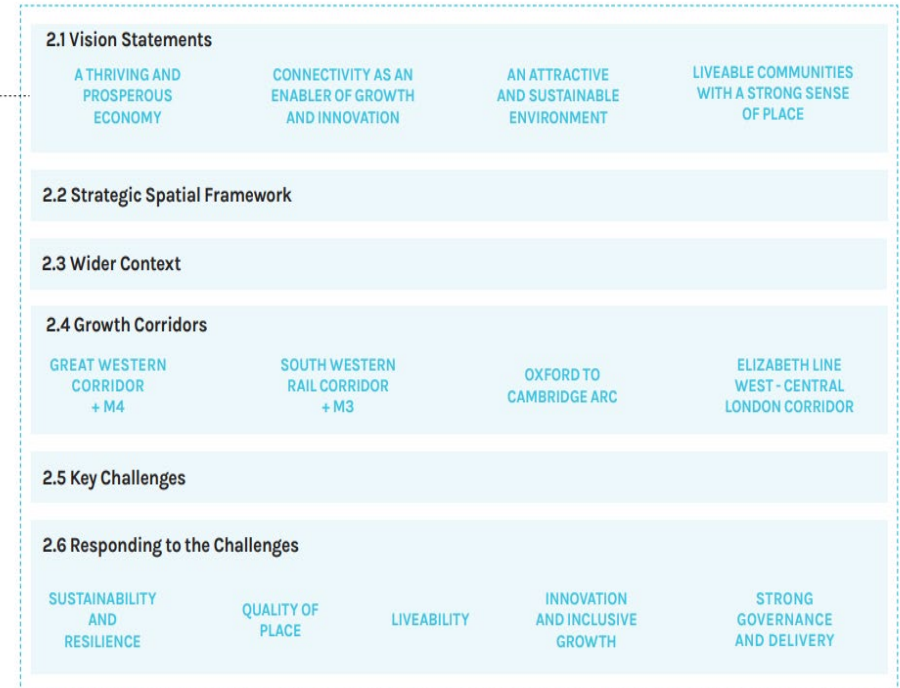 2.1 Vision Statements
A THRIVING AND
PROSPEROUS
ECONOMY
CONNECTIVITY AS AN
ENABLER OF GROWTH
AND INNOVATION
AN ATTRACTIVE
AND SUSTAINABLE
ENVIRONMENT
LIVEABLE COMMUNITIES
WITH A STRONG SENSE
OF PLACE
2.2 Strategic Spatial Framework
2.3 Wider Context
2.4 Growth Corridors
GREAT WESTERN
CORRIDOR
+ M4
SOUTH WESTERN
RAIL CORRIDOR
+ M3
OXFORD TO
CAMBRIDGE ARC
ELIZABETH LINE
WEST - CENTRAL
LONDON CORRIDOR
2.5 Key Challenges
2.6 Responding to the Challenges
SUSTAINABILITY
AND
RESILIENCE
QUALITY OF
PLACE
LIVEABILITY
INNOVATION
AND INCLUSIVE
GROWTH
STRONG
GOVERNANCE
AND DELIVERY